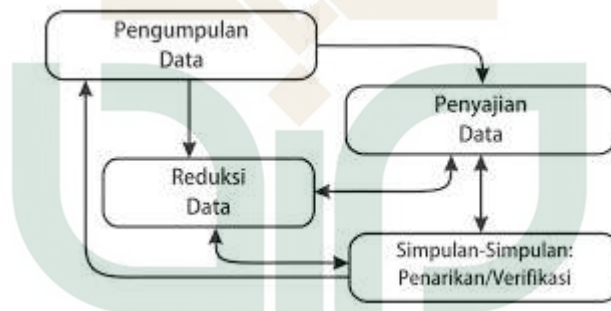 Pengumpulan
Data
Penyajian
Data
Reduksi
Data
Simpulan-Simpulan:
Penarikan/Verifikasi